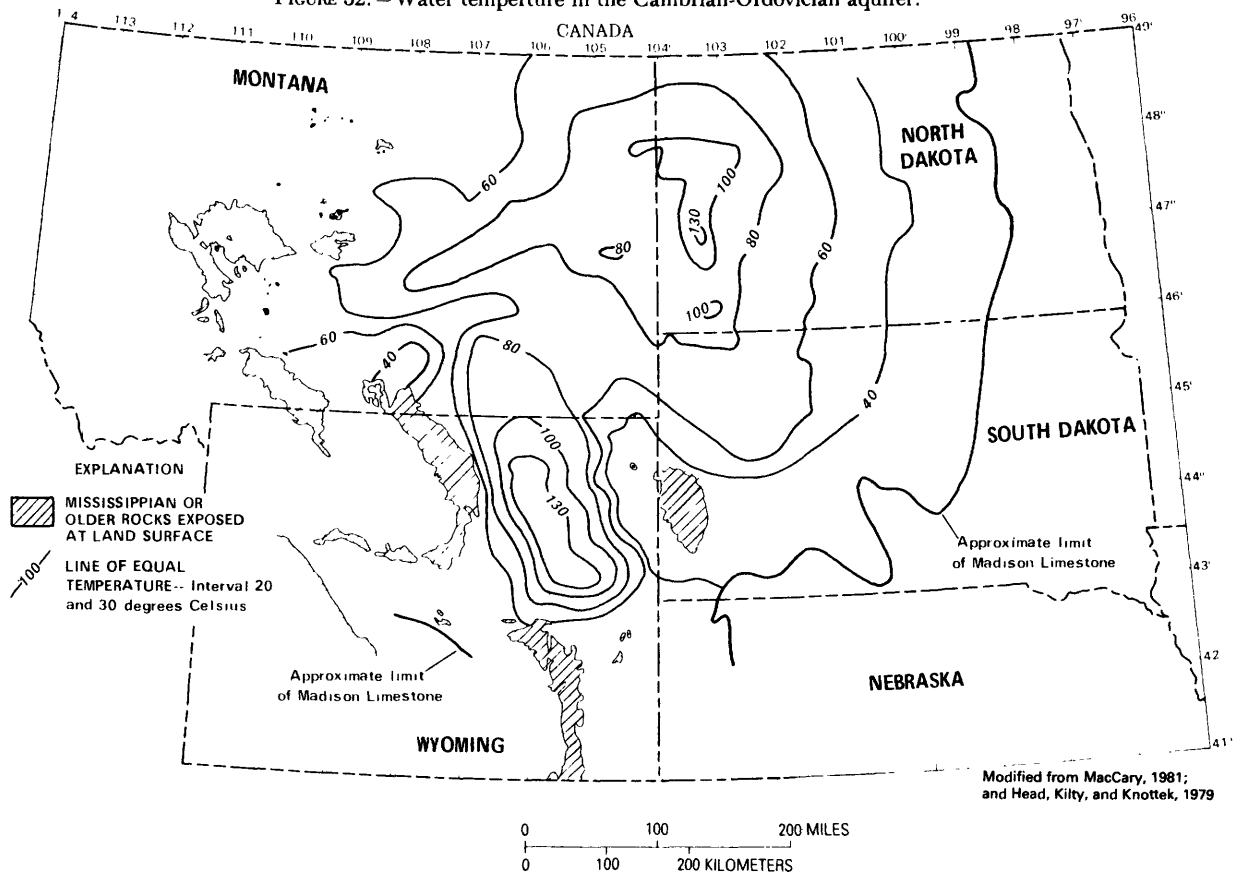 FIGURE 52.—Water temperture in the Cambrian-Ordovician aquifer.
CANADA
113 112 111 110 109 108 107 106 105 104° 103 102 101 100° 99° 98° 97° 96
49°
48°
47°
46°
45°
44°
43°
42
41°
MONTANA
NORTH
DAKOTA
SOUTH DAKOTA
NEBRASKA
WYOMING
60
100
130
80
80
60
100
60
40
80
40
100
130
EXPLANATION
MISSISSIPPIAN OR
OLDER ROCKS EXPOSED
AT LAND SURFACE
100
LINE OF EQUAL
TEMPERATURE-- Interval 20
and 30 degrees Celsius
Approximate limit
of Madison Limestone
Approximate limit
of Madison Limestone
Modified from MacCary, 1981;
and Head, Kilty, and Knottek, 1979
0 100 200 MILES
0 100 200 KILOMETERS